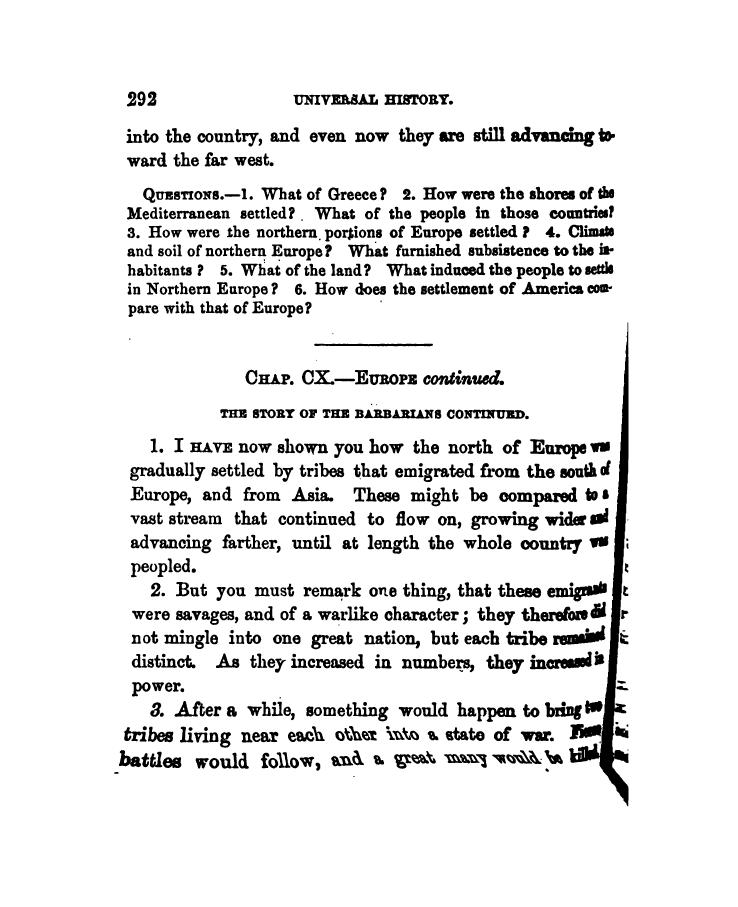 292 UNIVERSAL HISTORY.
into the country, and even now they are still advancing to-
ward the far west.
QUESTIONS.—1. What of Greece? 2. How were the shores of the
Mediterranean settled? What of the people in those countries?
3. How were the northern portions of Europe settled? 4. Climate
and soil of northern Europe? What furnished subsistence to the in-
habitants? 5. What of the land? What induced the people to settle
in Northern Europe? 6. How does the settlement of America com-
pare with that of Europe?
CHAP. CX.—EUROPE continued.
THE STORY OF THE BARBARIANS CONTINUED.
1. I HAVE now shown you how the north of Europe was
gradually settled by tribes that emigrated from the south of
Europe, and from Asia. These might be compared to a
vast stream that continued to flow on, growing wider and
advancing farther, until at length the whole country was
peopled.
2. But you must remark one thing, that these emigrants
were savages, and of a warlike character; they therefore did
not mingle into one great nation, but each tribe remained
distinct. As they increased in numbers, they increased in
power.
3. After a while, something would happen to bring two
tribes living near each other into a state of war. Fierce
battles would follow, and a great many would be killed